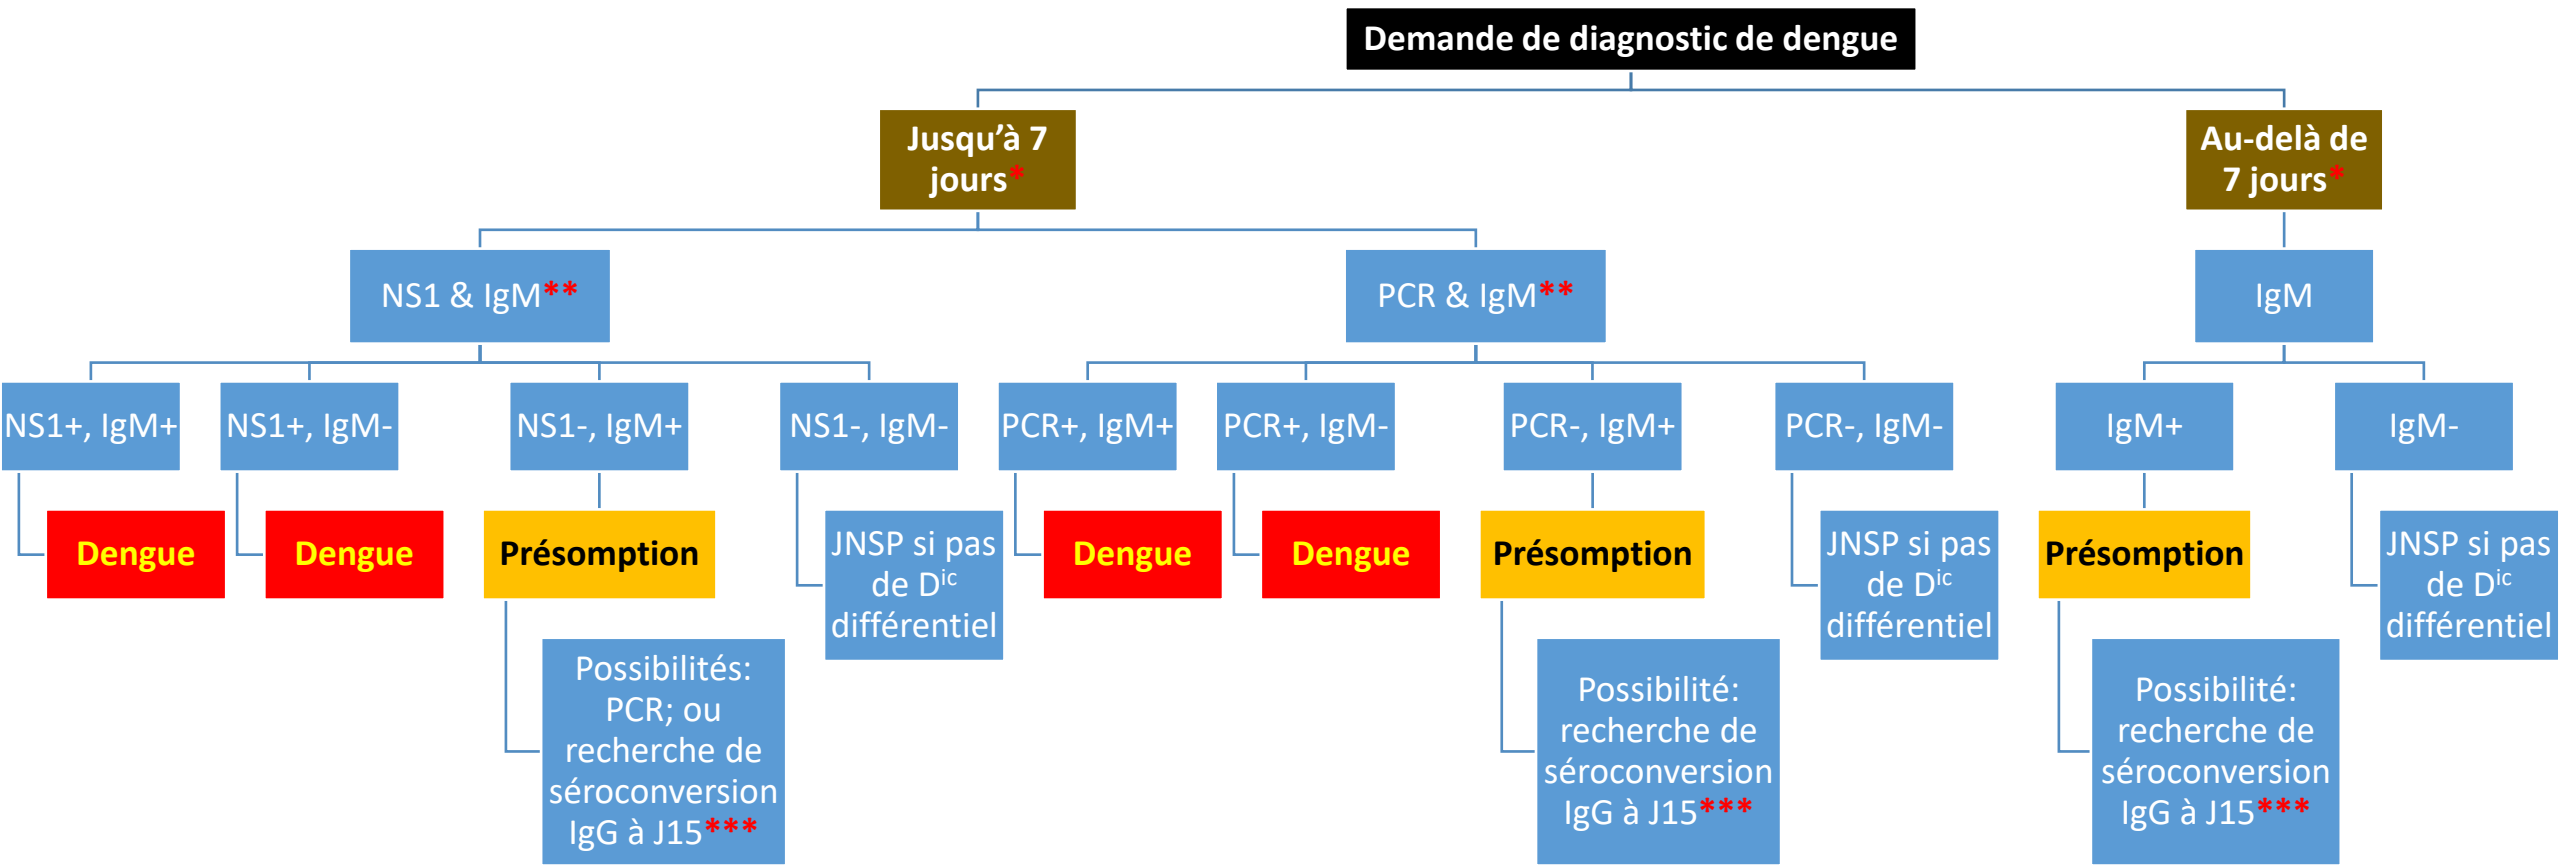 Demande de diagnostic de dengue
Jusqu’à 7
jours*
Au-delà de
7 jours*
NS1 & IgM**
PCR & IgM**
IgM
NS1+, IgM+
NS1+, IgM-
NS1-, IgM+
NS1-, IgM-
PCR+, IgM+
PCR+, IgM-
PCR-, IgM+
PCR-, IgM-
IgM+
IgM-
Dengue
Dengue
Présomption
JNSP si pas
de Dic
différentiel
Dengue
Dengue
Présomption
JNSP si pas
de Dic
différentiel
Présomption
JNSP si pas
de Dic
différentiel
Possibilités:
PCR; ou
recherche de
séroconversion
IgG à J15***
Possibilité:
recherche de
séroconversion
IgG à J15***
Possibilité:
recherche de
séroconversion
IgG à J15***